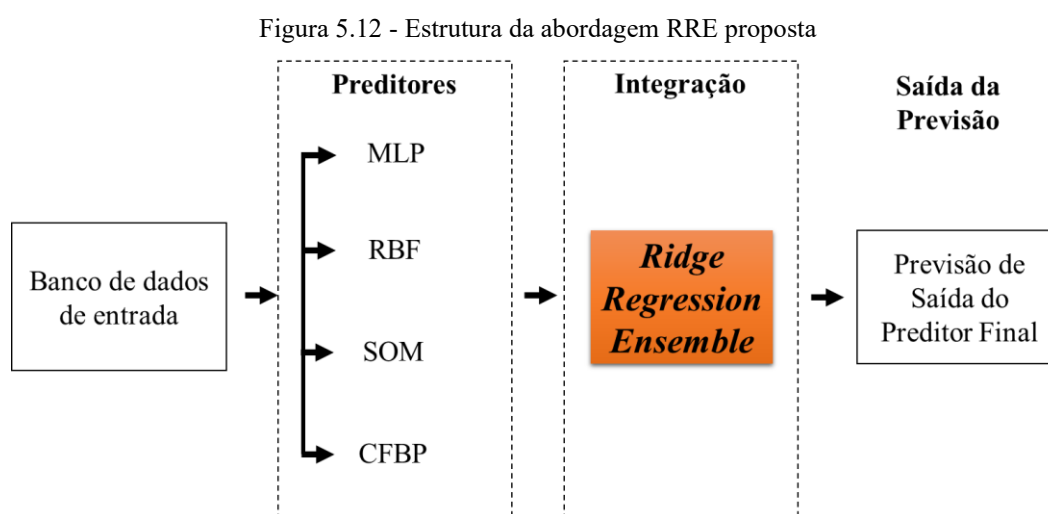 Figura 5.12 - Estrutura da abordagem RRE proposta
Preditores
Integração
Saída da
Previsão
Banco de dados
de entrada
MLP
RBF
SOM
CFBP
Ridge
Regression
Ensemble
Previsão de
Saída do
Preditor Final